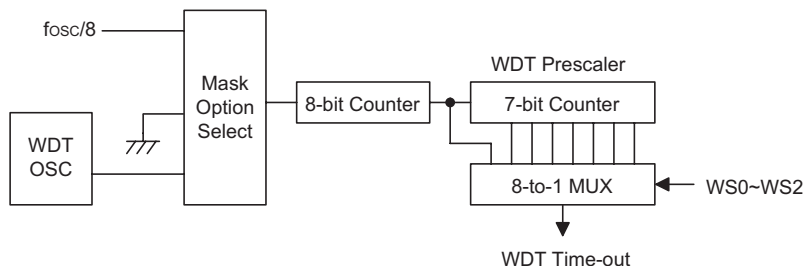 fosc/8
WDT
OSC
Mask
Option
Select
8-bit Counter
WDT Prescaler
7-bit Counter
8-to-1 MUX
WS0~WS2
WDT Time-out